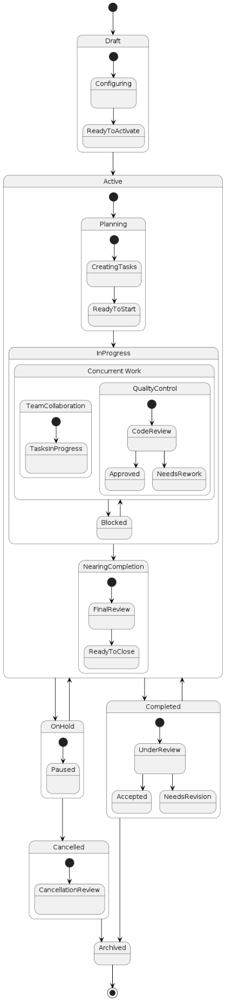 Draft
Configuring
ReadyToActivate
Active
Planning
CreatingTasks
ReadyToStart
InProgress
Concurrent Work
QualityControl
TeamCollaboration
CodeReview
TasksInProgress
Approved
NeedsRework
Blocked
NearingCompletion
FinalReview
ReadyToClose
Completed
OnHold
UnderReview
Paused
Accepted
NeedsRevision
Cancelled
CancellationReview
Archived